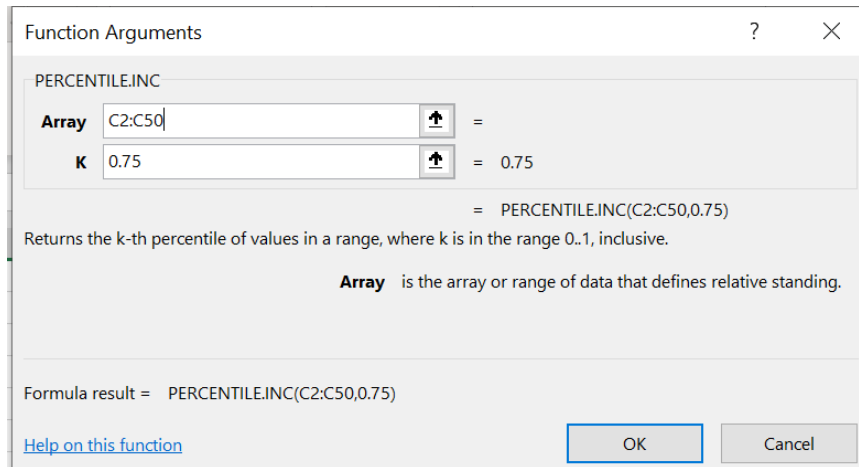 Function Arguments ? ×
PERCENTILE.INC
Array C2:C50 =
K 0.75 = 0.75
= PERCENTILE.INC(C2:C50,0.75)
Returns the k-th percentile of values in a range, where k is in the range 0..1, inclusive.
Array is the array or range of data that defines relative standing.
Formula result = PERCENTILE.INC(C2:C50,0.75)
Help on this function OK Cancel